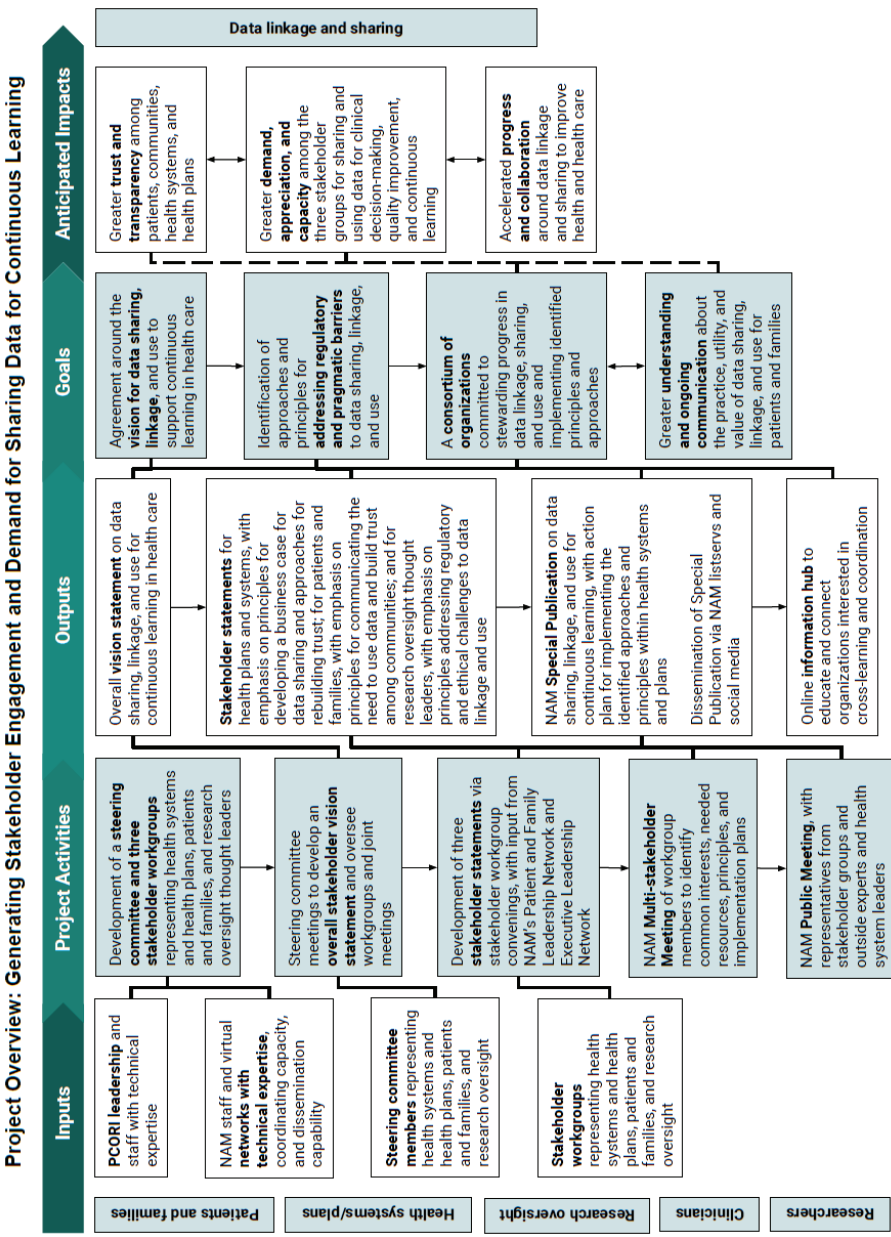 Project Overview: Generating Stakeholder Engagement and Demand for Sharing Data for Continuous Learning
Inputs
Project Activities
Outputs
Goals
Anticipated Impacts
Patients and families
Health systems/plans
Research oversight
Clinicians
Researchers
PCORI leadership and
staff with technical
expertise
NAM staff and virtual
networks with
technical expertise,
coordinating capacity,
and dissemination
capability
Steering committee
members representing
health systems and
health plans, patients
and families, and
research oversight
Stakeholder
workgroups
representing health
systems and health
plans, patients and
families, and research
oversight
Development of a steering
committee and three
stakeholder workgroups
representing health systems
and health plans, patients
and families, and research
oversight thought leaders
Steering committee
meetings to develop an
overall stakeholder vision
statement and oversee
workgroups and joint
meetings
Development of three
stakeholder statements via
stakeholder workgroup
convenings, with input from
NAM's Patient and Family
Leadership Network and
Executive Leadership
Network
NAM Multi-stakeholder
Meeting of workgroup
members to identify
common interests, needed
resources, principles, and
implementation plans
NAM Public Meeting, with
representatives from
stakeholder groups and
outside experts and health
system leaders
Overall vision statement on data
sharing, linkage, and use for
continuous learning in health care
Stakeholder statements for
health plans and systems, with
emphasis on principles for
developing a business case for
data sharing and approaches for
rebuilding trust; for patients and
families, with emphasis on
principles for communicating the
need to use data and build trust
among communities; and for
research oversight thought
leaders, with emphasis on
principles addressing regulatory
and ethical challenges to data
linkage and use
NAM Special Publication on data
sharing, linkage, and use for
continuous learning, with action
plan for implementing the
identified approaches and
principles within health systems
and plans
Dissemination of Special
Publication via NAM listservs and
social media
Online information hub to
educate and connect
organizations interested in
cross-learning and coordination
Agreement around the
vision for data sharing,
linkage, and use to
support continuous
learning in health care
Identification of
approaches and
principles for
addressing regulatory
and pragmatic barriers
to data sharing, linkage,
and use
A consortium of
organizations
committed to
stewarding progress in
data linkage, sharing,
and use and
implementing identified
principles and
approaches
Greater understanding
and ongoing
communication about
the practice, utility, and
value of data sharing,
linkage, and use for
patients and families
Greater trust and
transparency among
patients, communities,
health systems, and
health plans
Greater demand,
appreciation, and
capacity among the
three stakeholder
groups for sharing and
using data for clinical
decision-making,
quality improvement,
and continuous
learning
Accelerated progress
and collaboration
around data linkage
and sharing to improve
health and health care
Data linkage and sharing